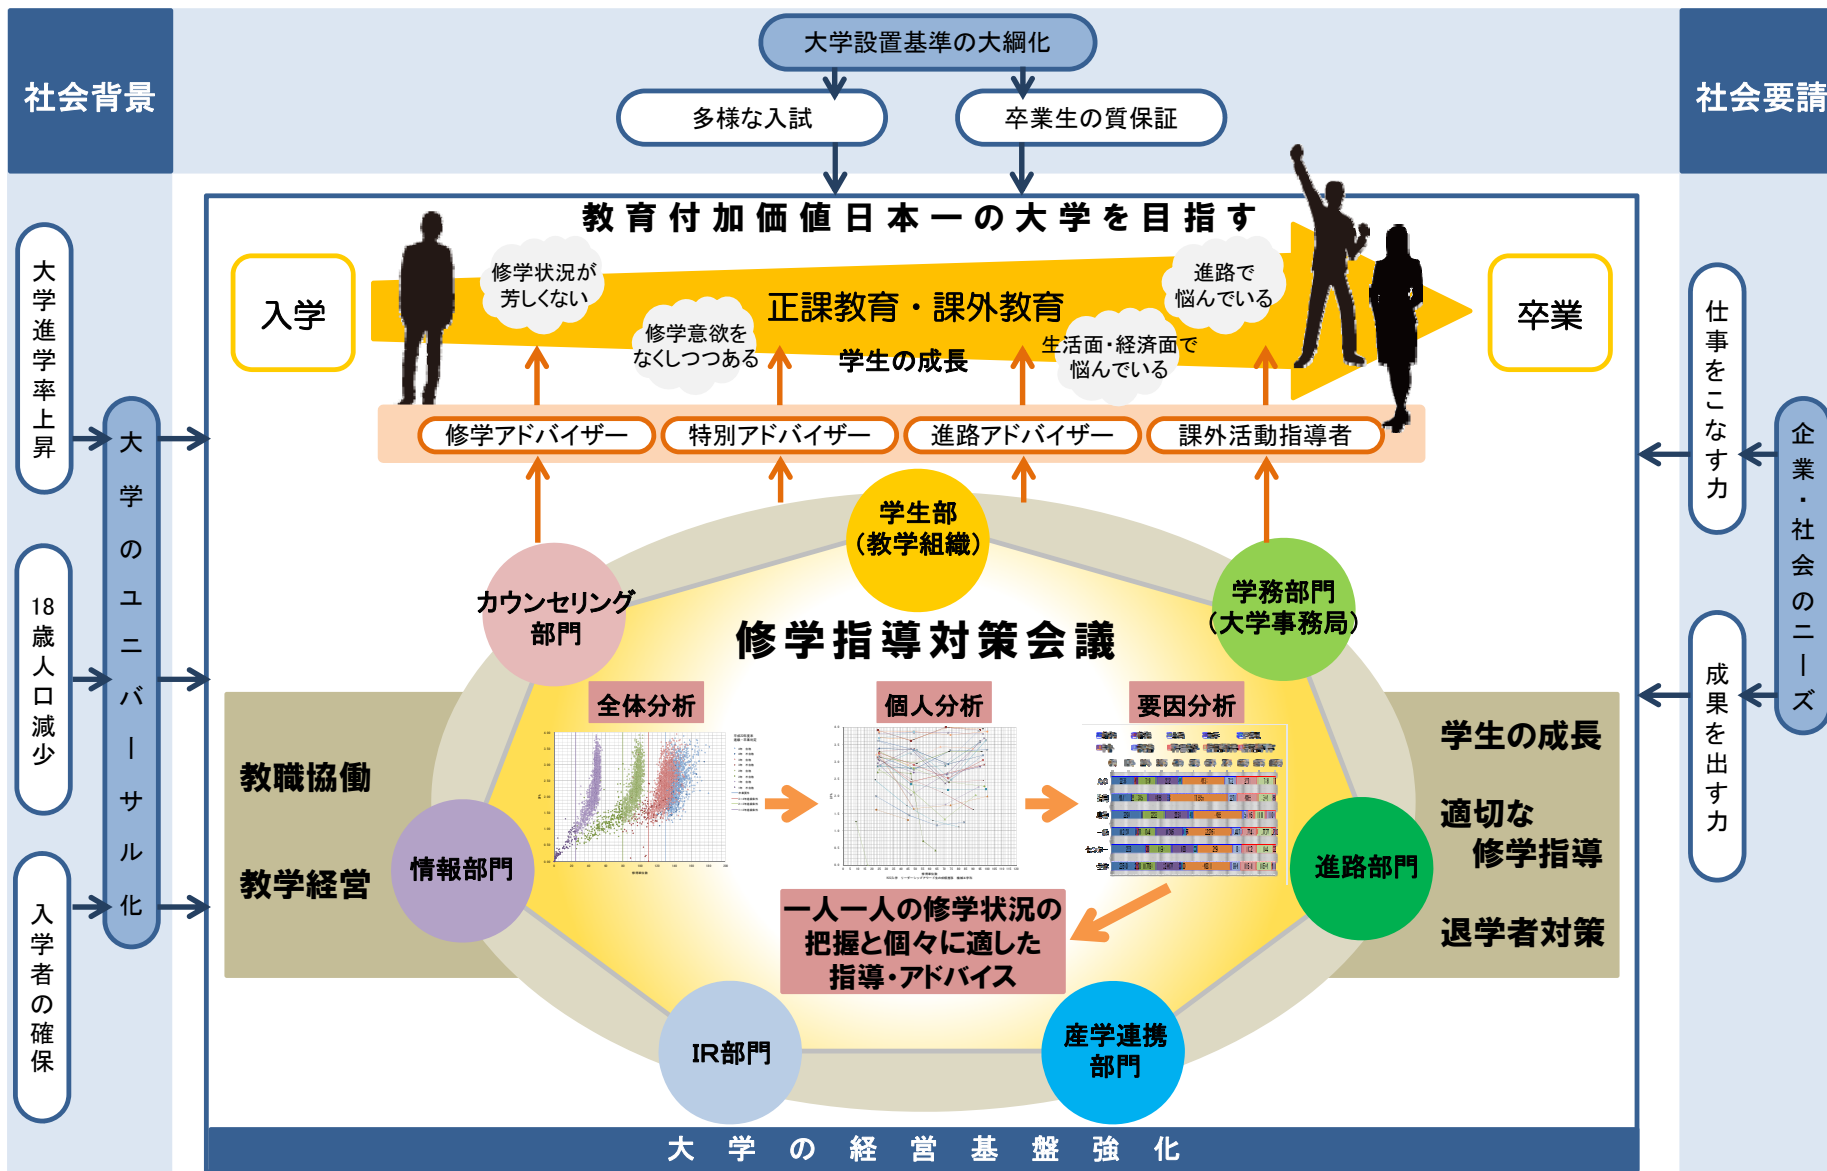 大学設置基準の大綱化
社会背景
社会要請
多様な入試
卒業生の質保証
教育付加価値日本一の大学を目指す
入学
修学状況が
芳しくない
修学意欲を
なくしつつある
正課教育・課外教育
学生の成長
生活面・経済面で
悩んでいる
進路で
悩んでいる
卒業
修学アドバイザー
特別アドバイザー
進路アドバイザー
課外活動指導者
大学進学率上昇
18歳人口減少
入学者の確保
大学のユニバーサル化
仕事をこなす力
成果を出す力
企業・社会のニーズ
学生部
（教学組織）
カウンセリング
部門
学務部門
（大学事務局）
修学指導対策会議
全体分析
個人分析
要因分析
教職協働
教学経営
情報部門
学生の成長
適切な
修学指導
退学者対策
進路部門
一人一人の修学状況の
把握と個々に適した
指導・アドバイス
IR部門
産学連携
部門
大学の経営基盤強化